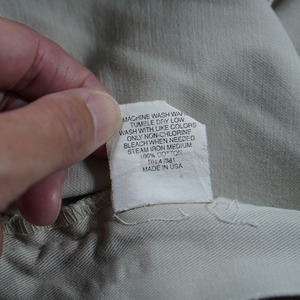 MACHINE WASH WA
TUMBLE DRY LOW
WASH WITH LIKE COLORS
ONLY NON-CHLORINE
BLEACH WHEN NEEDED
STEAM IRON MEDIUM
100% COTTON
MADE IN USA